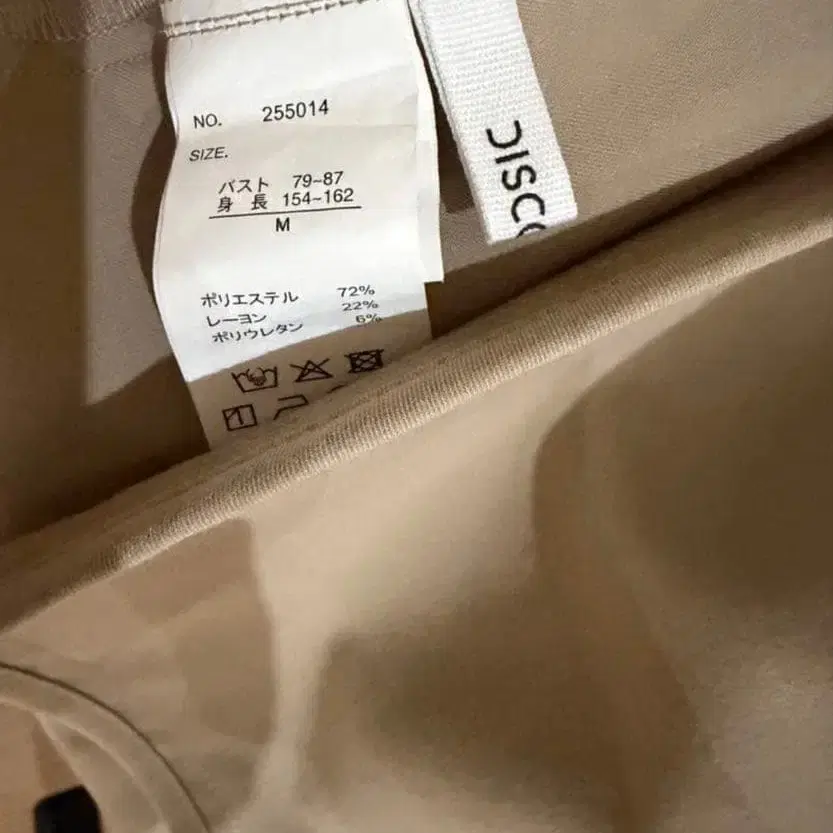 NO. 255014
SIZE.
バスト 79~87
身 長 154~162
M
ポリエステル 72%
レーヨン 22%
ポリウレタン 6%
DISC